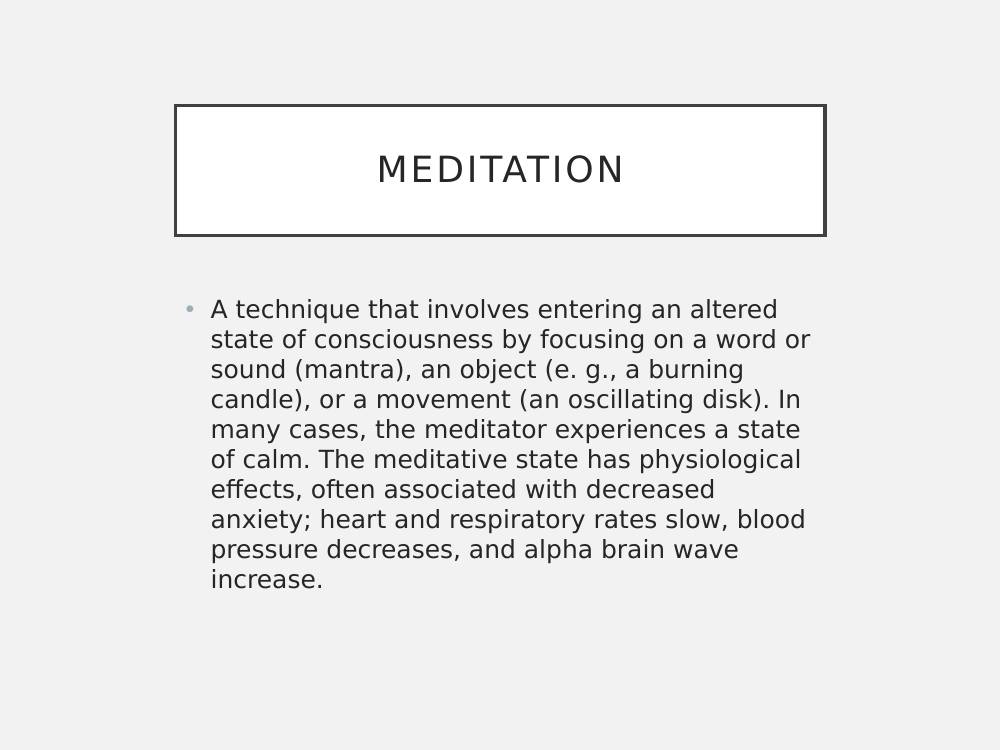 MEDITATION
• A technique that involves entering an altered
state of consciousness by focusing on a word or
sound (mantra), an object (e. g., a burning
candle), or a movement (an oscillating disk). In
many cases, the meditator experiences a state
of calm. The meditative state has physiological
effects, often associated with decreased
anxiety; heart and respiratory rates slow, blood
pressure decreases, and alpha brain wave
increase.